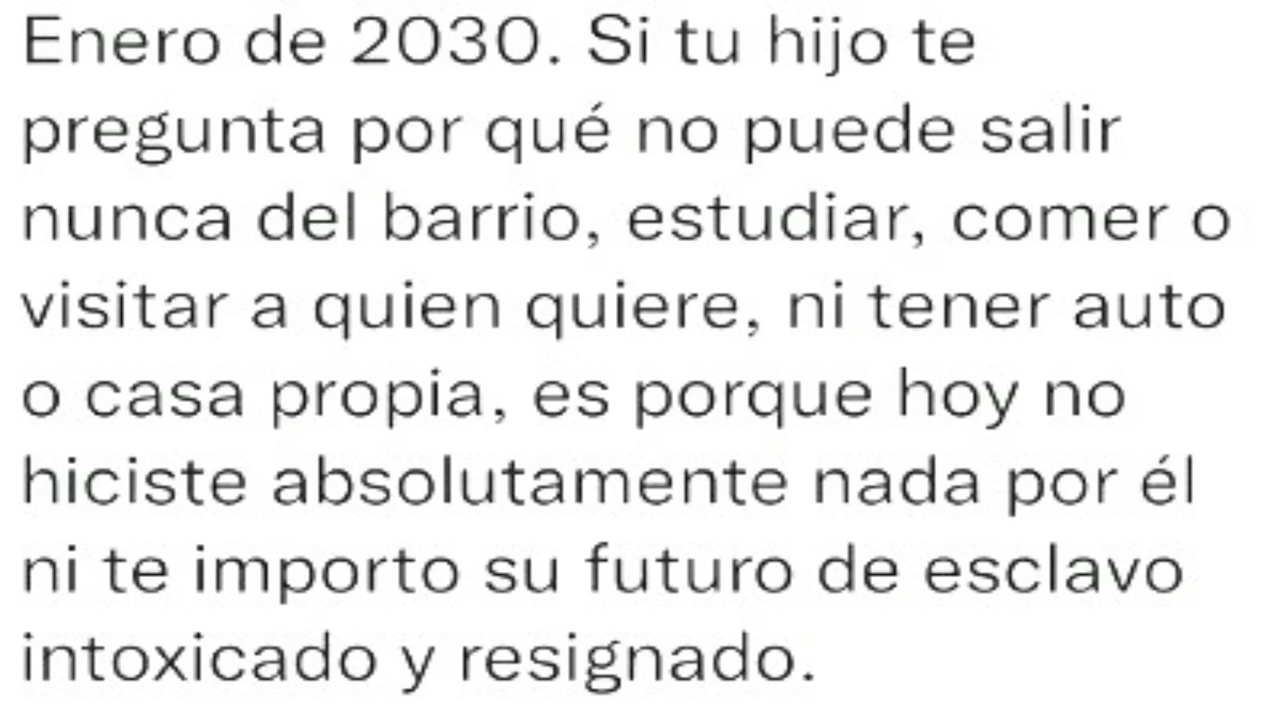 Enero de 2030. Si tu hijo te
pregunta por qué no puede salir
nunca del barrio, estudiar, comer o
visitar a quien quiere, ni tener auto
o casa propia, es porque hoy no
hiciste absolutamente nada por él
ni te importo su futuro de esclavo
intoxicado y resignado.